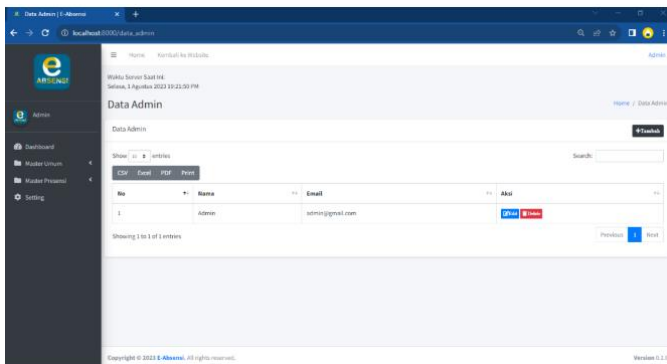 Data Admin | E-Absensi
localhost:8000/data_admin
e
ABSENSI
Admin
Dashboard
Master Umum
Master Presensi
Setting
Home Kembali ke Website
Admin
Waktu Server Saat Ini:
Selasa, 1 Agustus 2023 10:21:50 PM
Data Admin
Home / Data Admin
Data Admin
+Tambah
Show entries
Search:
CSV Excel PDF Print
No Nama Email Aksi
1 Admin admin@gmail.com Edit Delete
Showing 1 to 1 of 1 entries
Previous 1 Next
Copyright © 2023 E-Absensi. All rights reserved.
Version